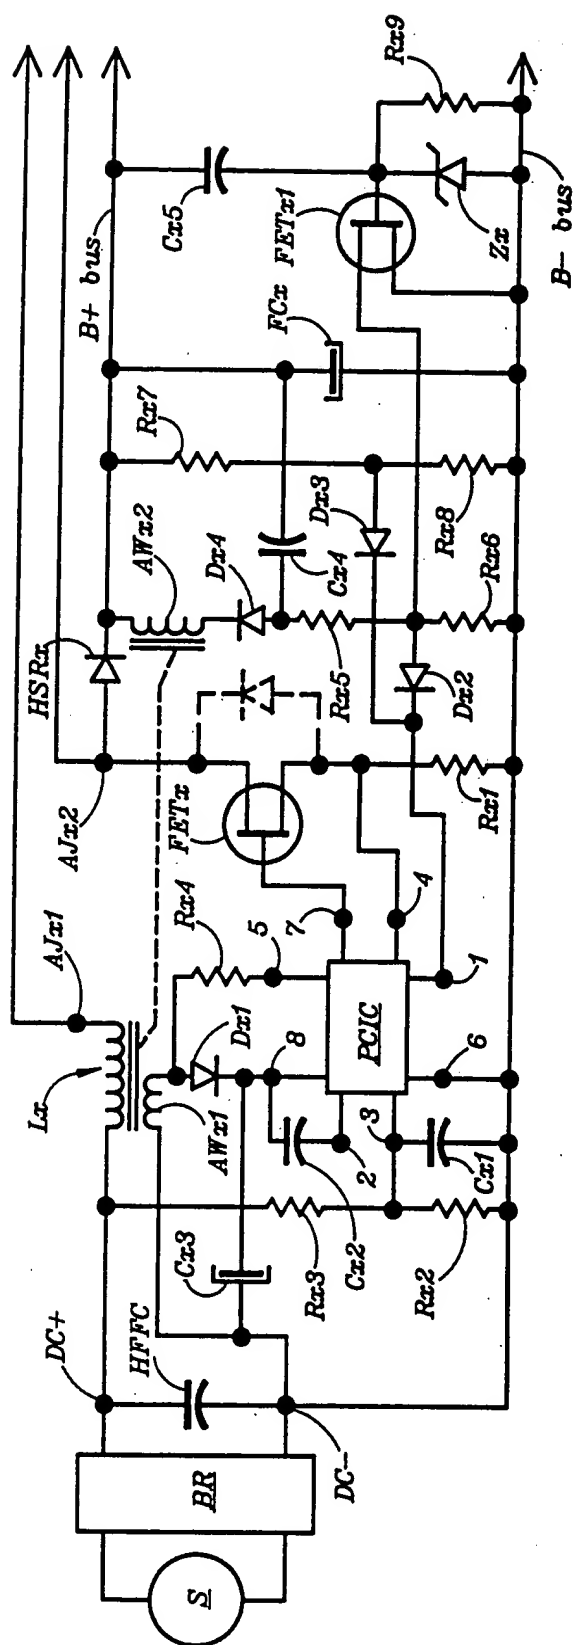 S
BR
DC+
HFFC
DC-
Cx3
Lx
AJx1
AWx1
Dx1
Rx4
Rx3
Cx2
Rx2
Cx1
PCIC
8
5
7
4
2
3
6
1
AJx2
HSRx
AWx2
Dx4
FETx
Rx1
Rx5
Dx2
Cx4
Dx3
Rx7
Rx8
Rx6
B+ bus
FCx
Cx5
FETx1
Zx
Rx9
B- bus